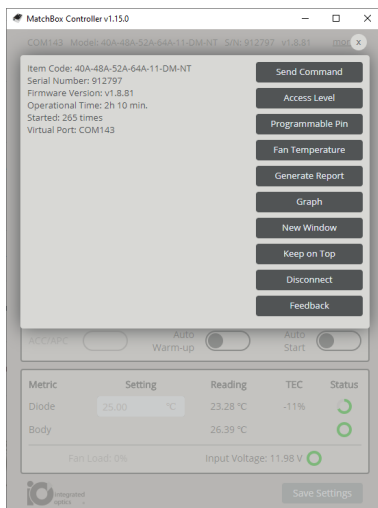 MatchBox Controller v1.15.0
COM143 Model: 40A-48A-52A-64A-11-DM-NT S/N: 912797 v1.8.81
x
Item Code: 40A-48A-52A-64A-11-DM-NT
Serial Number: 912797
Firmware Version: v1.8.81
Operational Time: 2h 10 min.
Started: 265 times
Virtual Port: COM143
Send Command
Access Level
Programmable Pin
Fan Temperature
Generate Report
Graph
New Window
Keep on Top
Disconnect
Feedback
ACC/APC
Auto
Warm-up
Auto
Start
Metric Setting Reading TEC Status
Diode 25.00 °C 23.28 °C -11%
Body 26.39 °C
Fan Load: 0% Input Voltage: 11.98 V
integrated
optics
Save Settings